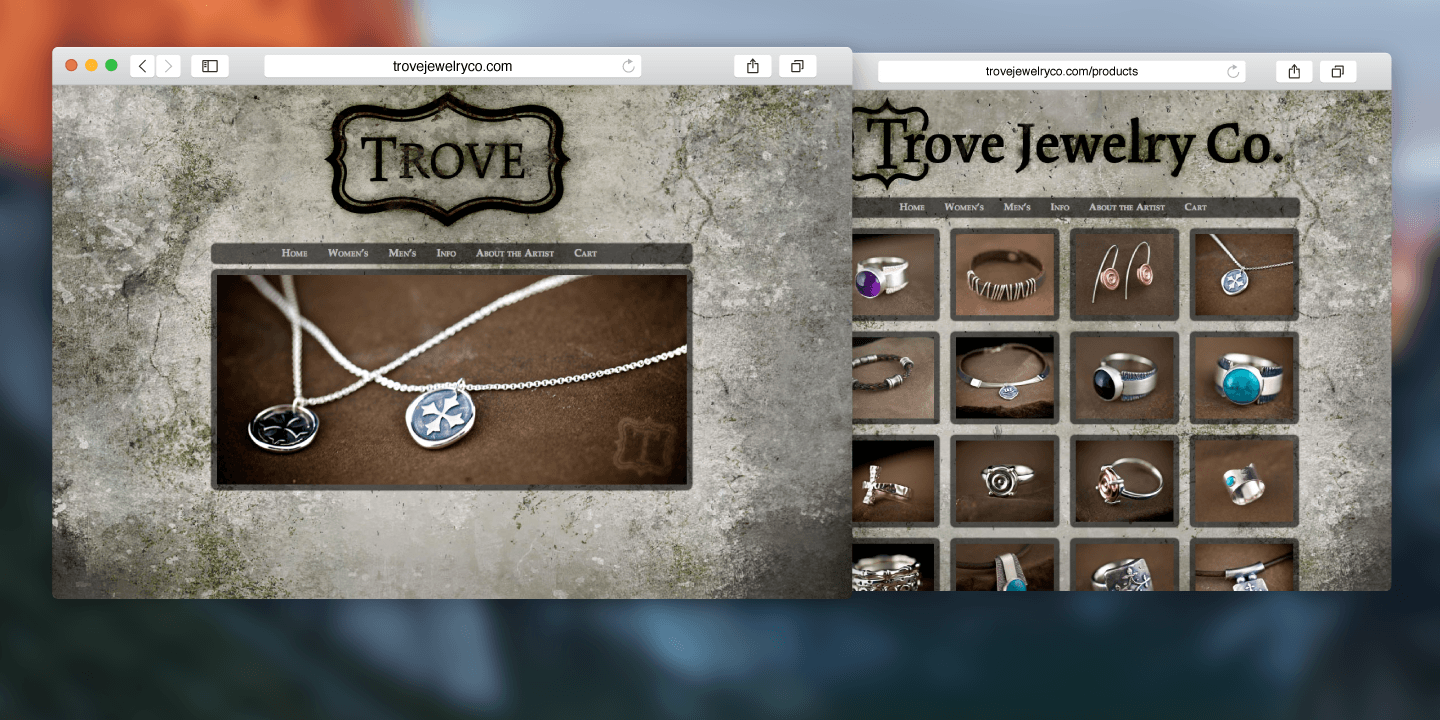 trovejewelryco.com
TROVE
Home Women's Men's Info About the Artist Cart
T
trovejewelryco.com/products
Trove Jewelry Co.
Home Women's Men's Info About the Artist Cart